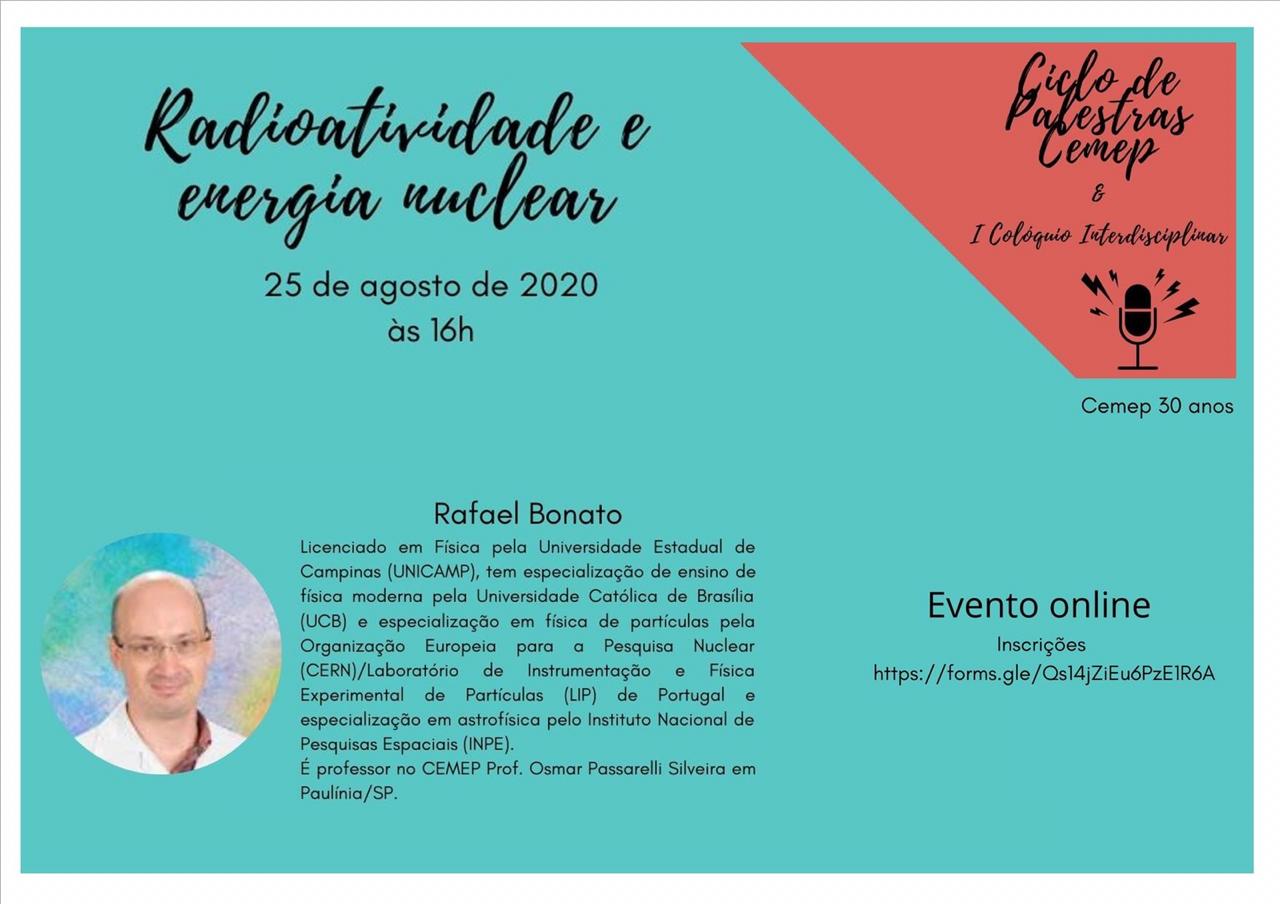 Radioatividade e
energia nuclear
25 de agosto de 2020
às 16h
Ciclo de
Palestras
Cemep
&
I Colóquio Interdisciplinar
Cemep 30 anos
Rafael Bonato
Licenciado em Física pela Universidade Estadual de
Campinas (UNICAMP), tem especialização de ensino de
física moderna pela Universidade Católica de Brasília
(UCB) e especialização em física de partículas pela
Organização Europeia para a Pesquisa Nuclear
(CERN)/Laboratório de Instrumentação e Física
Experimental de Partículas (LIP) de Portugal e
especialização em astrofísica pelo Instituto Nacional de
Pesquisas Espaciais (INPE).
É professor no CEMEP Prof. Osmar Passarelli Silveira em
Paulínia/SP.
Evento online
Inscrições
https://forms.gle/Qs14jZiEu6PzE1R6A